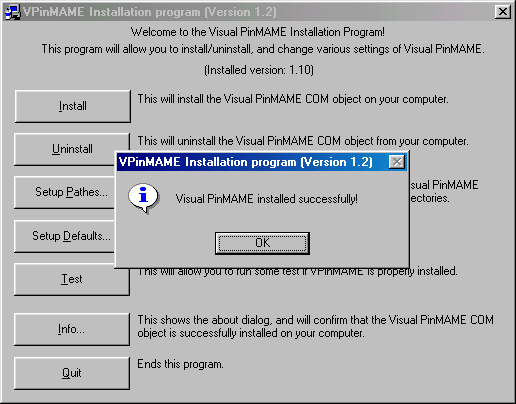 VPinMAME Installation program (Version 1.2)
Welcome to the Visual PinMAME Installation Program!
This program will allow you to install/uninstall, and change various settings of Visual PinMAME.
(Installed version: 1.10)
Install
This will install the Visual PinMAME COM object on your computer.
Uninstall
This will uninstall the Visual PinMAME COM object from your computer.
VPinMAME Installation program (Version 1.2)
Setup Pathes...
Visual PinMAME installed successfully!
sual PinMAME
ectories.
Setup Defaults...
OK
Test
This will allow you to run some test if VPinMAME is properly installed.
Info...
This shows the about dialog, and will confirm that the Visual PinMAME COM
object is successfully installed on your computer.
Quit
Ends this program.